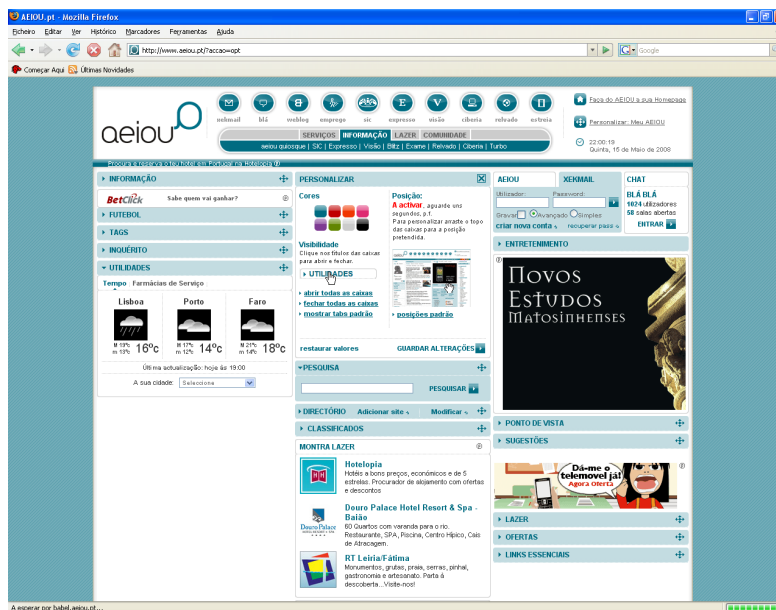 AEIOU.pt - Mozilla Firefox
Ficheiro Editar Ver Histórico Marcadores Ferramentas Ajuda
http://www.aeiou.pt/?accao=opt
Google
Começar Aqui Últimas Novidades
aeiou
webmail blá weblog emprego sic expresso visão ciberia relvado estreia
SERVIÇOS INFORMAÇÃO LAZER COMUNIDADE
aeiou quiosque | SIC | Expresso | Visão | Blitz | Exame | Relvado | Ciberia | Turbo
Faça do AEIOU a sua Homepage
Personalizar: Meu AEIOU
22:00:19
Quinta, 15 de Maio de 2008
Procura e reserva o teu hotel em Portugal na Hotelopia
INFORMAÇÃO
BetClick Sabe quem vai ganhar?
FUTEBOL
TAGS
INQUÉRITO
UTILIDADES
Tempo Farmácias de Serviço
Lisboa Porto Faro
M 19ºc m 13ºc 16ºc M 17ºc m 12ºc 14ºc M 21ºc m 14ºc 18ºc
Última actualização: hoje às 19:00
A sua cidade: Seleccione
PERSONALIZAR
Cores
Visibilidade
Clique nos títulos das caixas
para abrir e fechar.
UTILIDADES
abrir todas as caixas
fechar todas as caixas
mostrar tabs padrão
Posição:
A activar, aguarde uns
segundos, p.f.
Para personalizar arraste o topo
das caixas para a posição
pretendida.
posições padrão
restaurar valores GUARDAR ALTERAÇÕES
PESQUISA
PESQUISAR
DIRECTÓRIO Adicionar site Modificar
CLASSIFICADOS
MONTRA LAZER
Hotelopia
Hotéis a bons preços, económicos e de 5
estrelas. Procurador de alojamento com ofertas
e descontos
Douro Palace
Douro Palace Hotel Resort & Spa -
Baião
60 Quartos com varanda para o rio.
Restaurante, SPA, Piscina, Centro Hípico, Cais
de Atracagem.
RT Leiria/Fátima
Monumentos, grutas, praia, serras, pinhal,
gastronomia e artesanato. Parta á
descoberta...Visite-nos!
AEIOU XEKMAIL CHAT
Utilizador: Password:
Gravar Avançado Simples
criar nova conta recuperar pass
BLÁ BLÁ
1024 utilizadores
58 salas abertas
ENTRAR
ENTRETENIMENTO
Novos
Estudos
Matosinhenses
PONTO DE VISTA
SUGESTÕES
Dá-me o
telemovel já!
Agora Oferta
LAZER
OFERTAS
LINKS ESSENCIAIS
A esperar por babel.aeiou.pt...